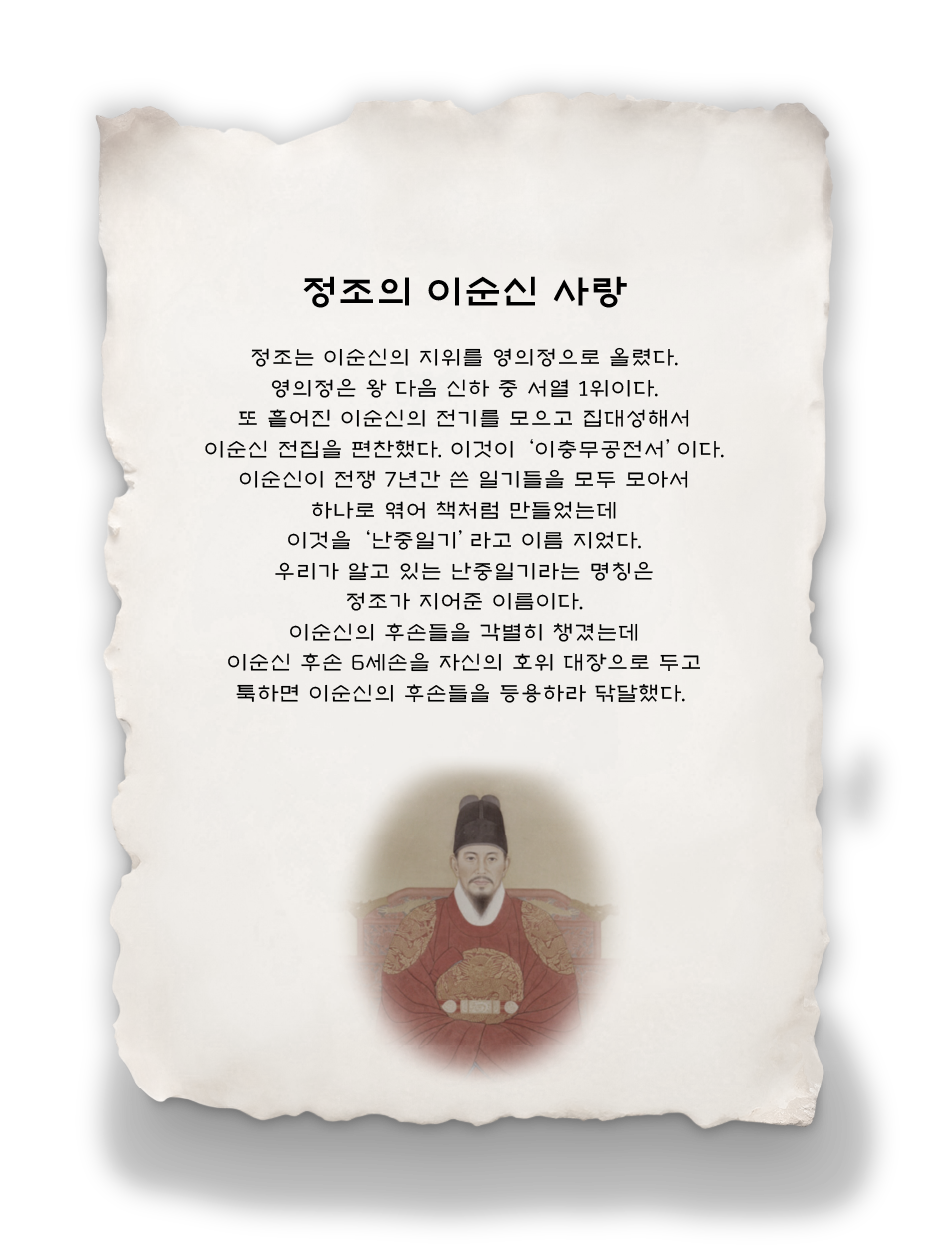 정조의 이순신 사랑
정조는 이순신의 지위를 영의정으로 올렸다.
영의정은 왕 다음 신하 중 서열 1위이다.
또 흩어진 이순신의 전기를 모으고 집대성해서
이순신 전집을 편찬했다. 이것이 ‘이충무공전서’ 이다.
이순신이 전쟁 7년간 쓴 일기들을 모두 모아서
하나로 엮어 책처럼 만들었는데
이것을 ‘난중일기’ 라고 이름 지었다.
우리가 알고 있는 난중일기라는 명칭은
정조가 지어준 이름이다.
이순신의 후손들을 각별히 챙겼는데
이순신 후손 6세손을 자신의 호위 대장으로 두고
툭하면 이순신의 후손들을 등용하라 닦달했다.